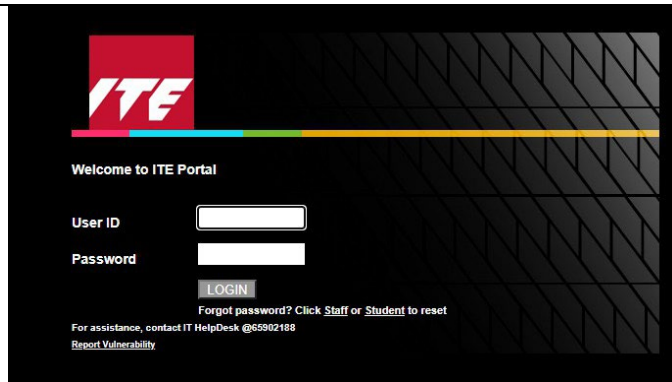 ITE
Welcome to ITE Portal
User ID
Password
LOGIN
Forgot password? Click Staff or Student to reset
For assistance, contact IT HelpDesk @65902188
Report Vulnerability